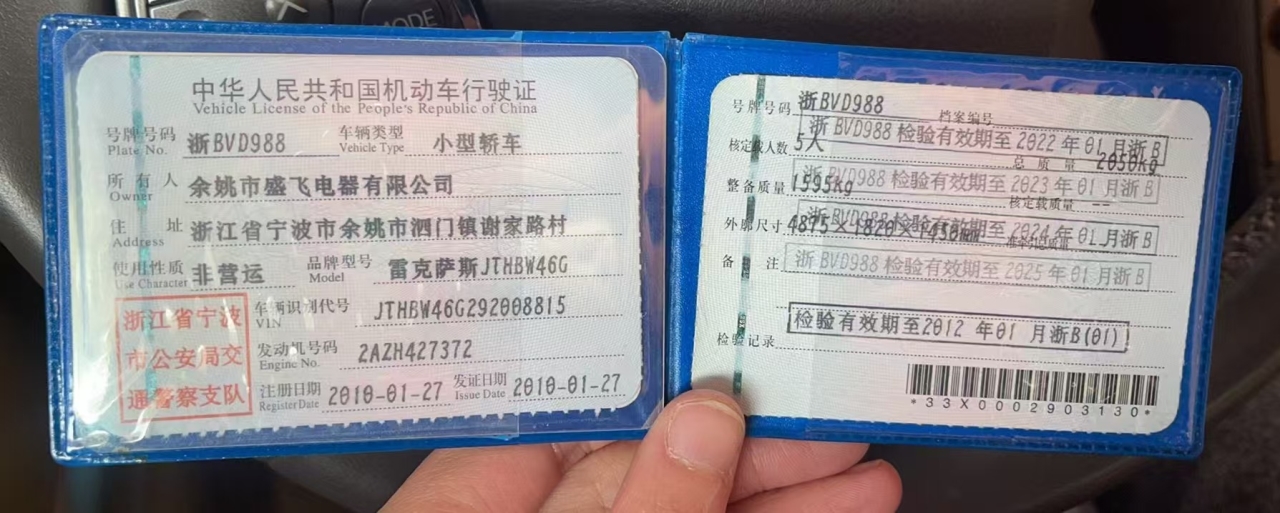 MODE
中华人民共和国机动车行驶证
Vehicle License of the People's Republic of China
号牌号码 浙BVD988 车辆类型 小型轿车
Plate No. Vehicle Type
所有人 余姚市盛飞电器有限公司
Owner
住址 浙江省宁波市余姚市泗门镇谢家路村
Address
使用性质 非营运 品牌型号 雷克萨斯JTHBW46G
Use Character Model
浙江省宁波
市公安局交
通警察支队
车辆识别代号 JTHBW46G292008815
VIN
发动机号码 2AZH427372
Engine No.
注册日期 2010-01-27 发证日期 2010-01-27
Register Date Issue Date
号牌号码 浙BVD988 档案编号
浙BVD988 检验有效期至2022年01月浙B
核定载人数 5人 总质量 2050kg
浙BVD988 检验有效期至2023年01月浙B
整备质量 1595kg 核定载质量 --
浙BVD988 检验有效期至2024年01月浙B
外廓尺寸 4875×1820×1450mm
备注 浙BVD988 检验有效期至2025年01月浙B
检验有效期至2012 年01 月浙B(01)
检验记录
*33X0002903130*